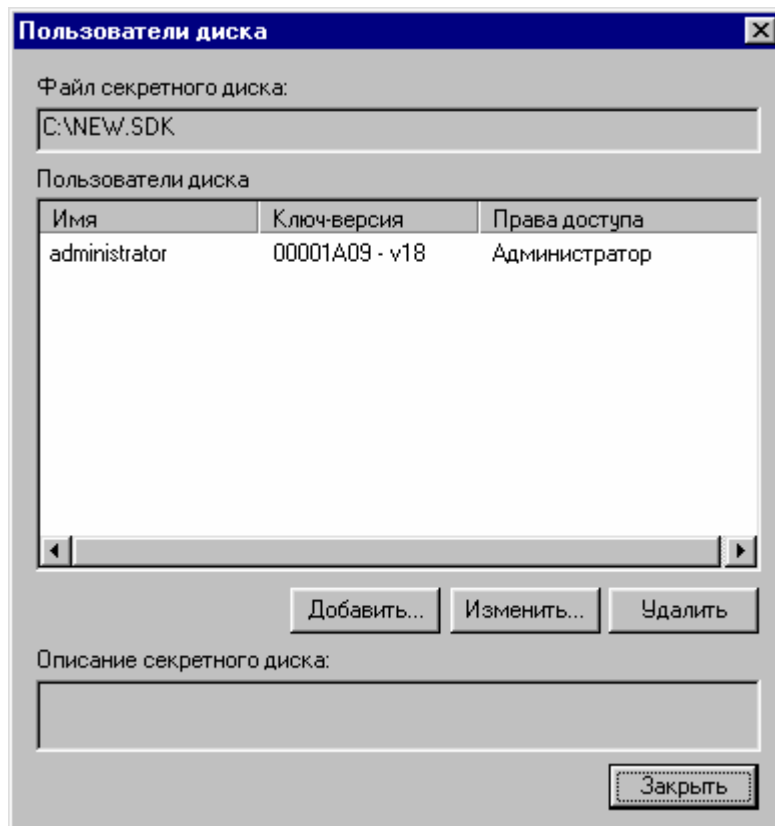 Пользователи диска
Файл секретного диска:
C:\NEW.SDK
Пользователи диска
Имя Ключ-версия Права доступа
administrator 00001A09 - v18 Администратор
Добавить... Изменить... Удалить
Описание секретного диска:
Закрыть